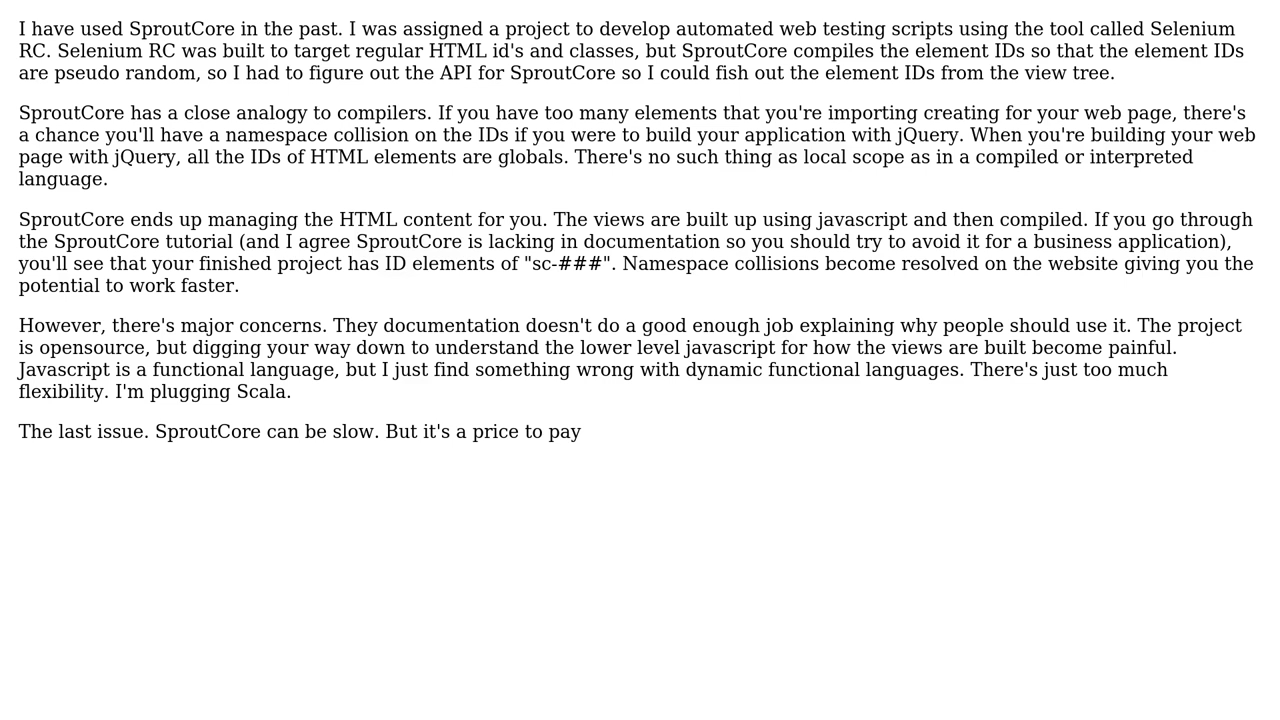 I have used SproutCore in the past. I was assigned a project to develop automated web testing scripts using the tool called Selenium
RC. Selenium RC was built to target regular HTML id's and classes, but SproutCore compiles the element IDs so that the element IDs
are pseudo random, so I had to figure out the API for SproutCore so I could fish out the element IDs from the view tree.
SproutCore has a close analogy to compilers. If you have too many elements that you're importing creating for your web page, there's
a chance you'll have a namespace collision on the IDs if you were to build your application with jQuery. When you're building your web
page with jQuery, all the IDs of HTML elements are globals. There's no such thing as local scope as in a compiled or interpreted
language.
SproutCore ends up managing the HTML content for you. The views are built up using javascript and then compiled. If you go through
the SproutCore tutorial (and I agree SproutCore is lacking in documentation so you should try to avoid it for a business application),
you'll see that your finished project has ID elements of "sc-###". Namespace collisions become resolved on the website giving you the
potential to work faster.
However, there's major concerns. They documentation doesn't do a good enough job explaining why people should use it. The project
is opensource, but digging your way down to understand the lower level javascript for how the views are built become painful.
Javascript is a functional language, but I just find something wrong with dynamic functional languages. There's just too much
flexibility. I'm plugging Scala.
The last issue. SproutCore can be slow. But it's a price to pay